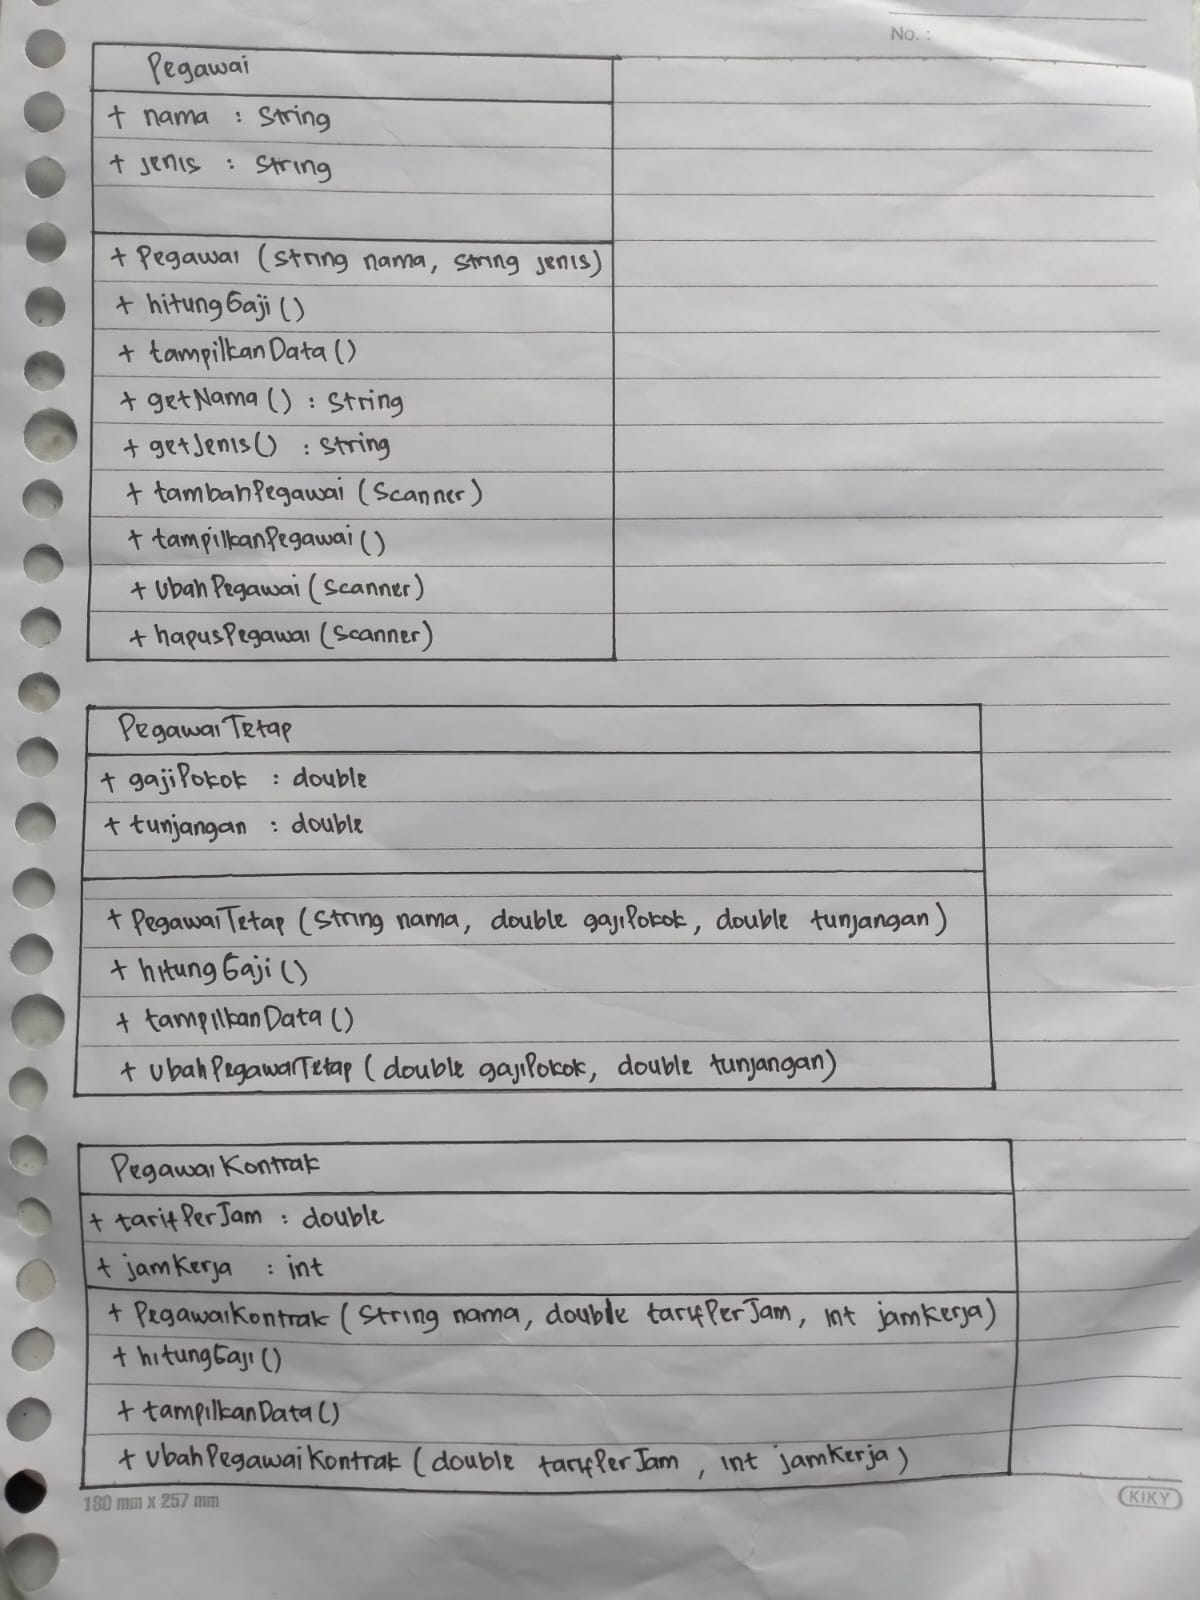 No. :
Pegawai
+ nama : String
+ jenis : String
+ Pegawai (String nama, String jenis)
+ hitungGaji ()
+ tampilkanData ()
+ getNama () : String
+ getJenis () : String
+ tambahPegawai (Scanner)
+ tampilkanPegawai ()
+ UbahPegawai (Scanner)
+ hapusPegawai (Scanner)
PegawaiTetap
+ gajiPokok : double
+ tunjangan : double
+ PegawaiTetap (String nama, double gajiPokok, double tunjangan)
+ hitungGaji ()
+ tampilkanData ()
+ UbahPegawaiTetap (double gajiPokok, double tunjangan)
PegawaiKontrak
+ tarifPerJam : double
+ jamKerja : int
+ PegawaiKontrak (String nama, double tarifPerJam, int jamKerja)
+ hitungGaji ()
+ tampilkanData ()
+ UbahPegawaiKontrak (double tarifPerJam, int jamKerja)
180 mm x 257 mm
KIKY